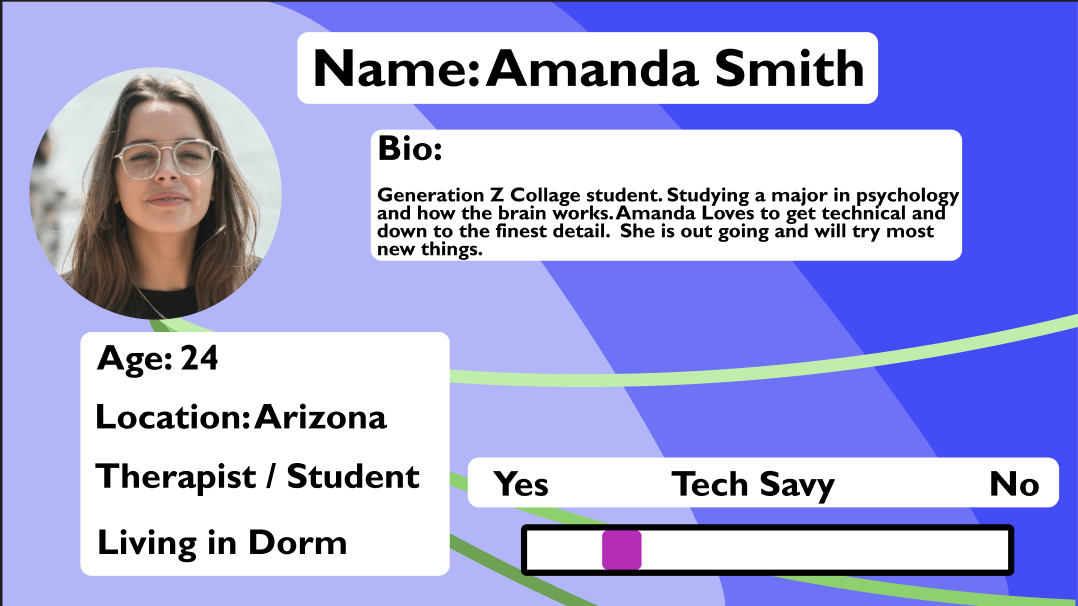 Name: Amanda Smith
Bio:
Generation Z Collage student. Studying a major in psychology
and how the brain works. Amanda Loves to get technical and
down to the finest detail.  She is out going and will try most
new things.
Age: 24
Location: Arizona
Therapist / Student
Living in Dorm
Yes Tech Savy No